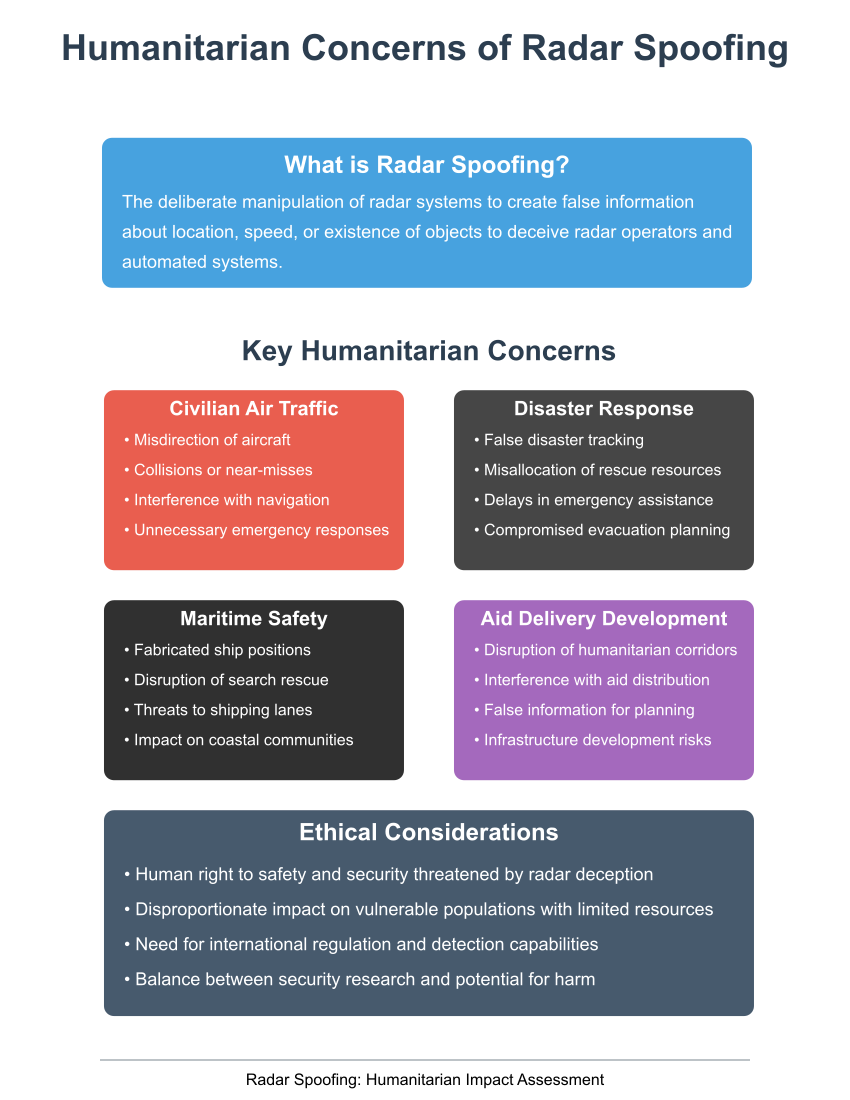 Humanitarian Concerns of Radar Spoofing
What is Radar Spoofing?
The deliberate manipulation of radar systems to create false information
about location, speed, or existence of objects to deceive radar operators and
automated systems.
Key Humanitarian Concerns
Civilian Air Traffic
• Misdirection of aircraft
• Collisions or near-misses
• Interference with navigation
• Unnecessary emergency responses
Disaster Response
• False disaster tracking
• Misallocation of rescue resources
• Delays in emergency assistance
• Compromised evacuation planning
Maritime Safety
• Fabricated ship positions
• Disruption of search rescue
• Threats to shipping lanes
• Impact on coastal communities
Aid Delivery Development
• Disruption of humanitarian corridors
• Interference with aid distribution
• False information for planning
• Infrastructure development risks
Ethical Considerations
• Human right to safety and security threatened by radar deception
• Disproportionate impact on vulnerable populations with limited resources
• Need for international regulation and detection capabilities
• Balance between security research and potential for harm
Radar Spoofing: Humanitarian Impact Assessment